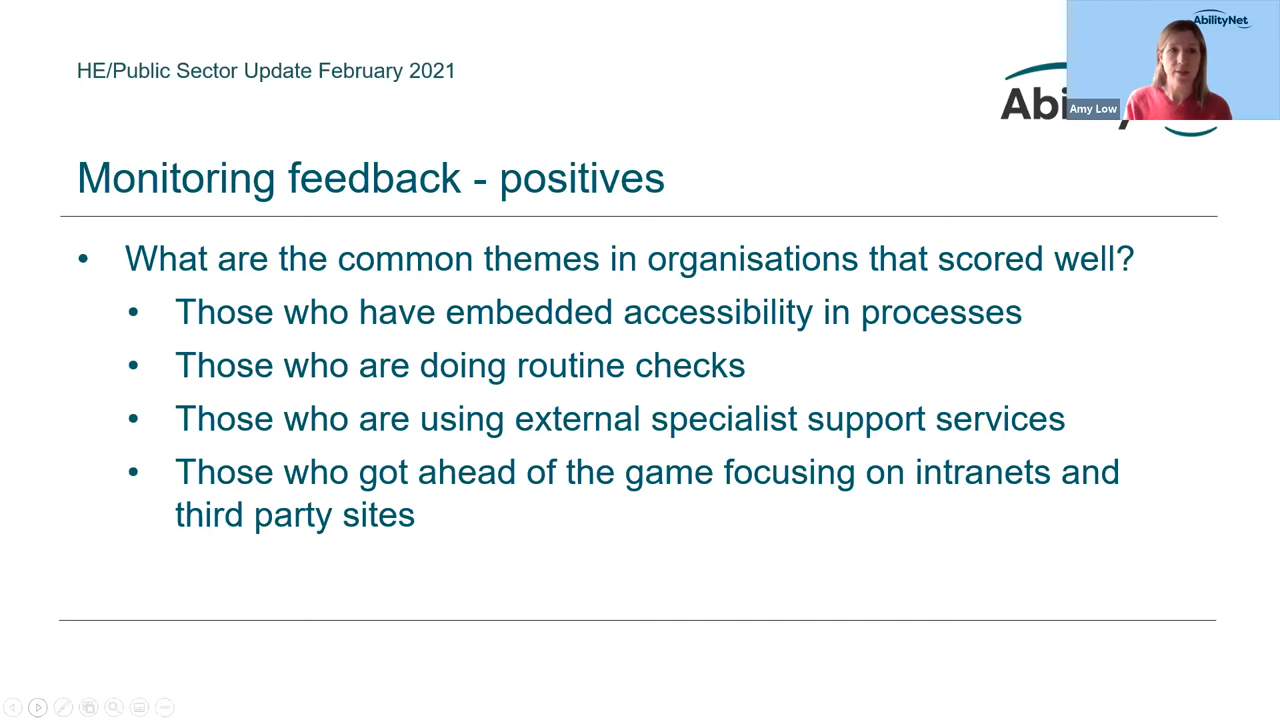 AbilityNet
HE/Public Sector Update February 2021
Abi
Amy Low
Monitoring feedback - positives
• What are the common themes in organisations that scored well?
• Those who have embedded accessibility in processes
• Those who are doing routine checks
• Those who are using external specialist support services
• Those who got ahead of the game focusing on intranets and
third party sites